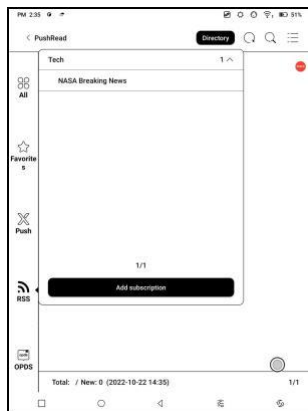 PM 2:35
51%
PushRead
Directory
Tech
1
NASA Breaking News
All
Favorite
s
Push
RSS
OPDS
1/1
Add subscription
Total: / New: 0 (2022-10-22 14:35)
1/1